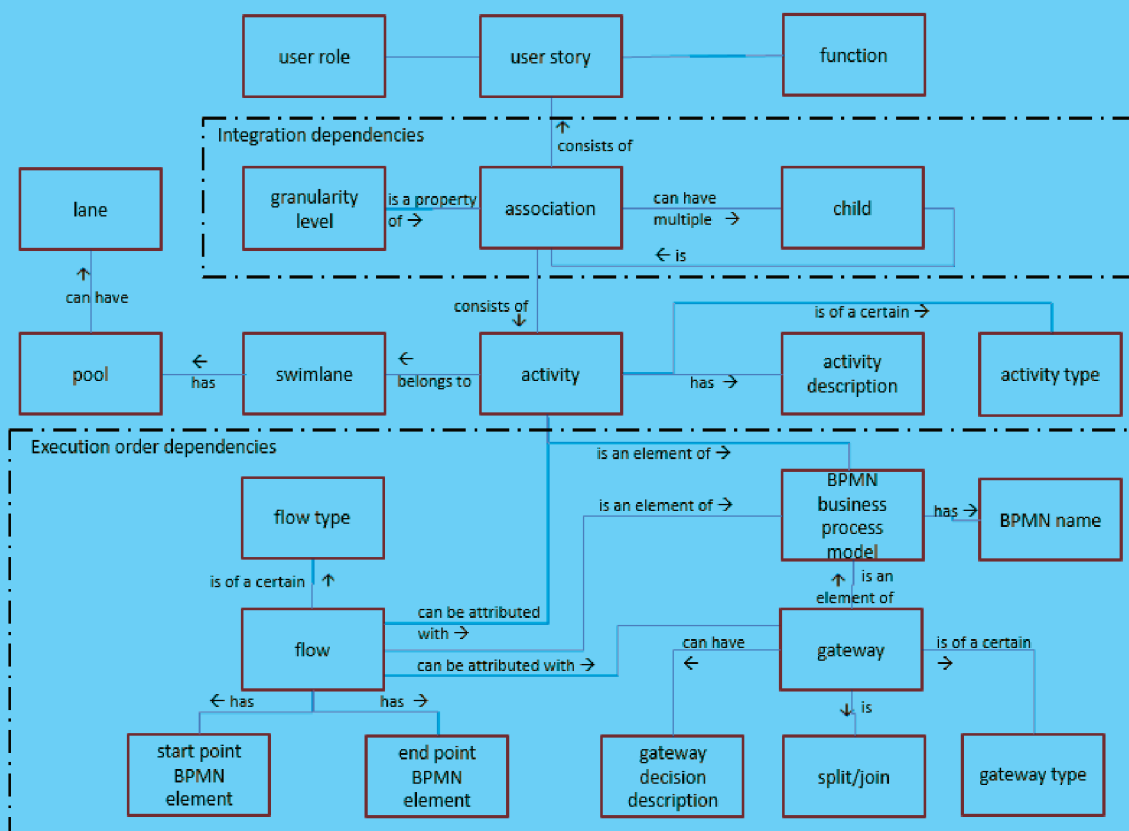 user role
user story
function
Integration dependencies
↑
consists of
lane
granularity
level
is a property
of →
association
can have
multiple →
child
← is
↑
can have
consists of
↓
is of a certain →
pool
←
has
swimlane
←
belongs to
activity
has →
activity
description
activity type
Execution order dependencies
is an element of →
flow type
is an element of →
BPMN
business
process
model
has →
BPMN name
is of a certain ↑
↑ is an
element of
flow
can be attributed
with →
can be attributed with →
can have
←
gateway
is of a certain
→
← has
has →
↓ is
start point
BPMN
element
end point
BPMN
element
gateway
decision
description
split/join
gateway type